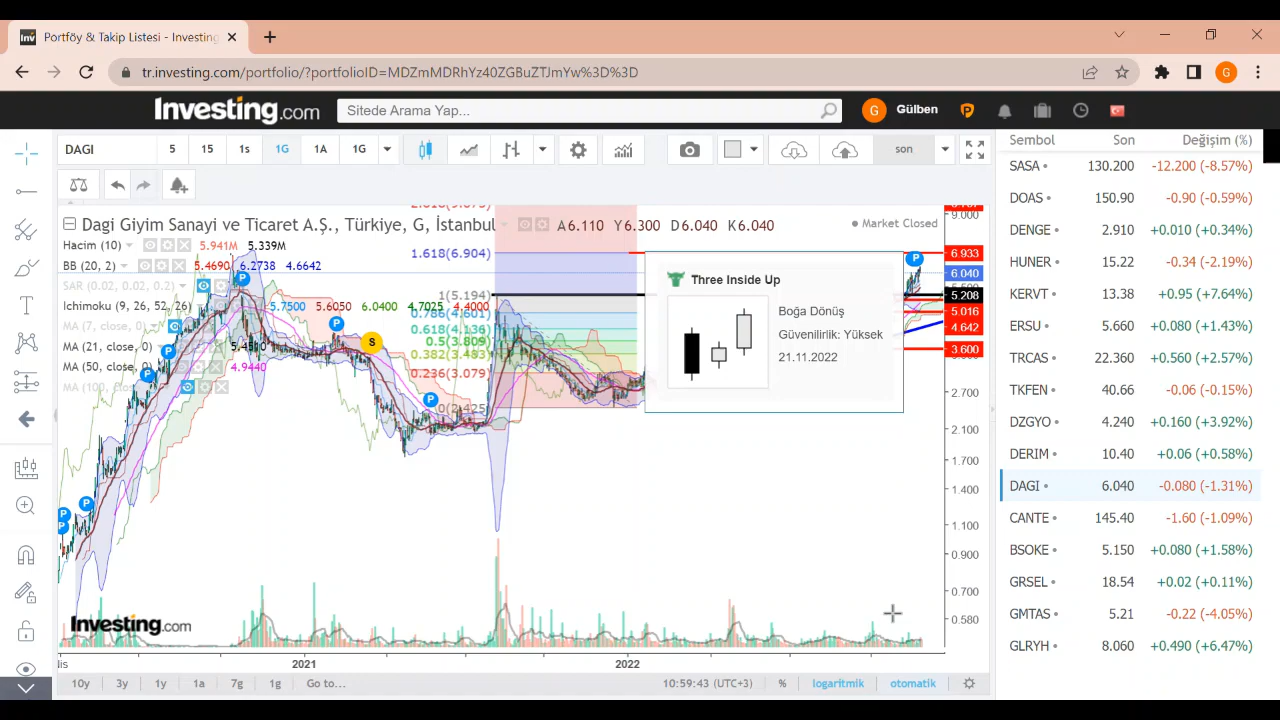 Portföy & Takip Listesi - Investing
tr.investing.com/portfolio/?portfolioID=MDZmMDRhYz40ZGBuZTJmYw%3D%3D
G
Investing.com
Sitede Arama Yap...
G
Gülben
P
DAGI 5 15 1s 1G 1A 1G son
Dagi Giyim Sanayi ve Ticaret A.Ş., Türkiye, G, İstanbul A6.110 Y6.300 D6.040 K6.040
Market Closed
Hacim (10) 5.941M 5.339M
BB (20, 2) 5.4690 6.2738 4.6642
SAR (0.02, 0.02, 0.2)
Ichimoku (9, 26, 52, 26) 5.7500 5.6050 6.0400 4.7025 4.4000
MA (7, close, 0)
MA (21, close, 0)
MA (50, close, 0) 4.9440
MA (100, close
1.618(6.904)
1(5.194)
0.786(4.601)
0.618(4.136)
0.5(3.809)
0.382(3.483)
0.236(3.079)
0(2.425)
Three Inside Up
Boğa Dönüş
Güvenilirlik: Yüksek
21.11.2022
P
P
P
P
P
P
P
P
P
S
9.000
6.933
6.040
5.208
5.016
4.642
3.600
2.700
2.100
1.700
1.400
1.100
0.900
0.700
0.580
Investing.com
2021 2022
10y 3y 1y 1a 7g 1g Go to... 10:59:43 (UTC+3) % logaritmik otomatik
Sembol Son Değişim (%)
SASA 130.200 -12.200 (-8.57%)
DOAS 150.90 -0.90 (-0.59%)
DENGE 2.910 +0.010 (+0.34%)
HUNER 15.22 -0.34 (-2.19%)
KERVT 13.38 +0.95 (+7.64%)
ERSU 5.660 +0.080 (+1.43%)
TRCAS 22.360 +0.560 (+2.57%)
TKFEN 40.66 -0.06 (-0.15%)
DZGYO 4.240 +0.160 (+3.92%)
DERIM 10.40 +0.06 (+0.58%)
DAGI 6.040 -0.080 (-1.31%)
CANTE 145.40 -1.60 (-1.09%)
BSOKE 5.150 +0.080 (+1.58%)
GRSEL 18.54 +0.02 (+0.11%)
GMTAS 5.21 -0.22 (-4.05%)
GLRYH 8.060 +0.490 (+6.47%)